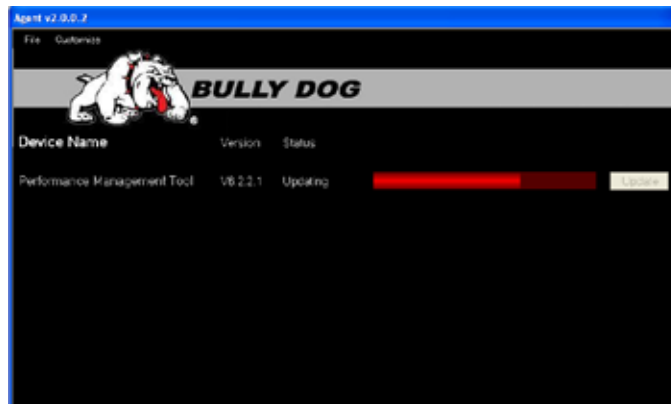 Agent v2.0.0.2
File Customize
BULLY DOG
Device Name Version Status
Performance Management Tool V6.2.2.1 Updating Update